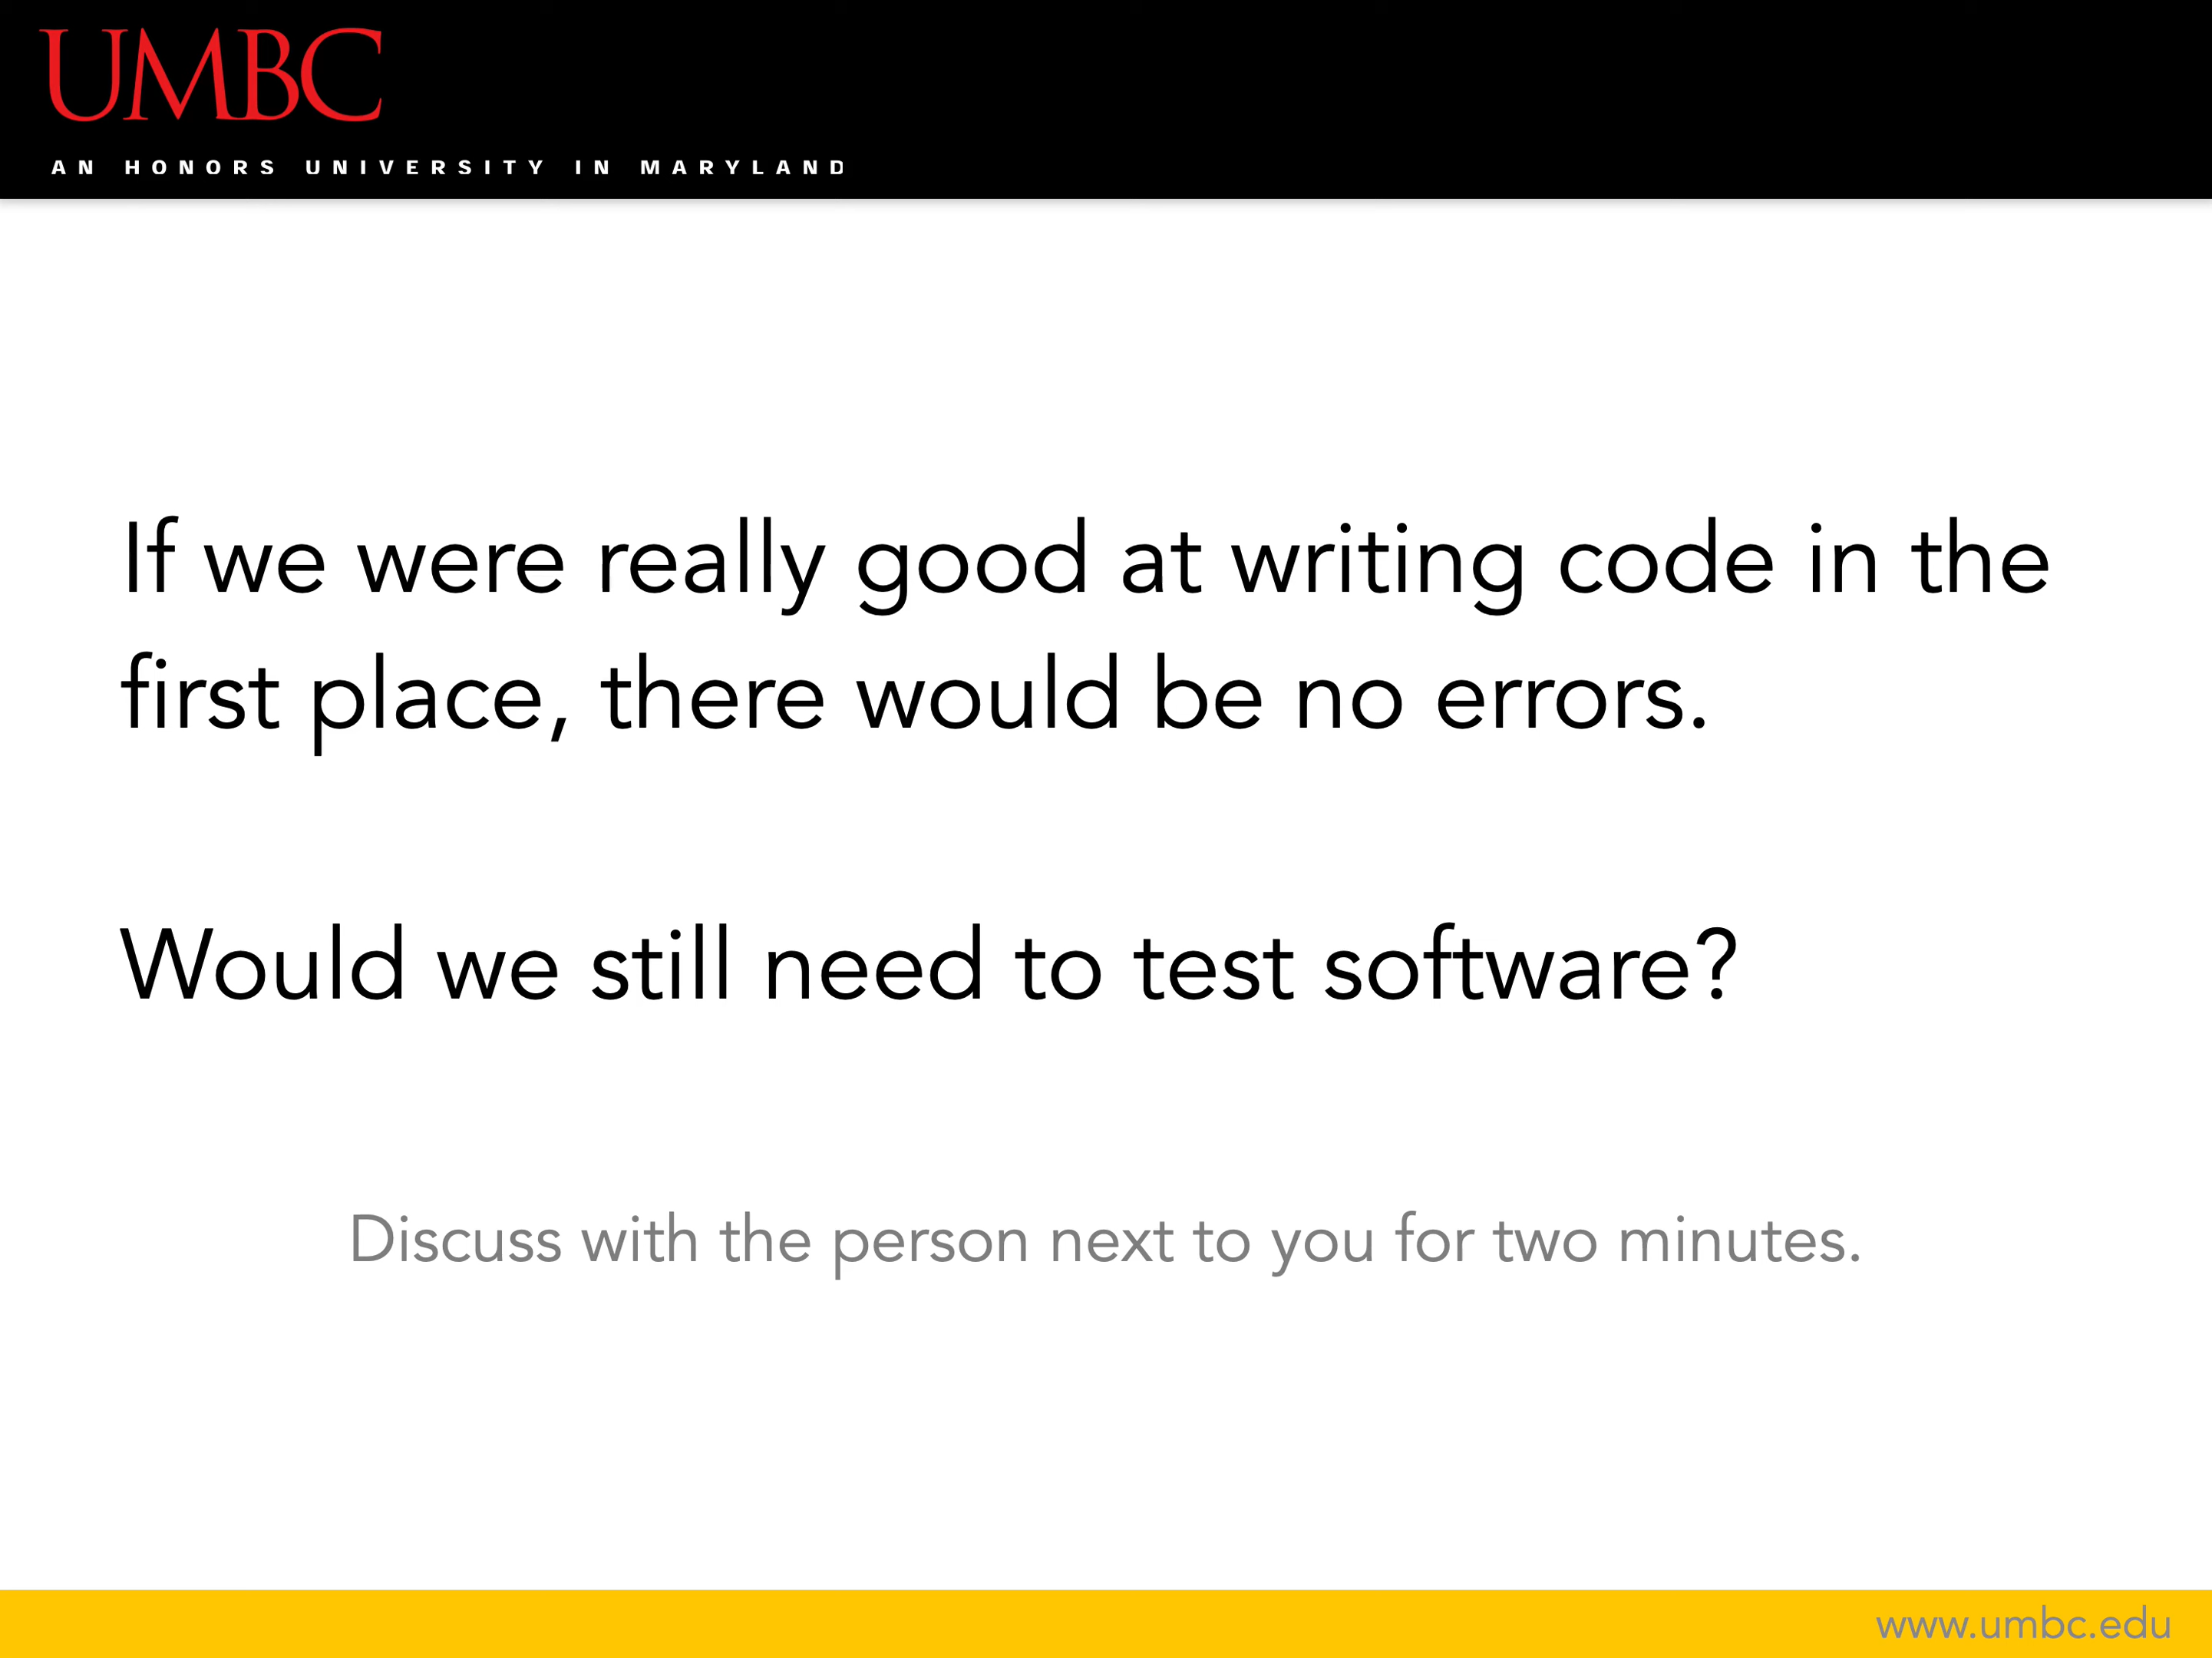 UMBC
AN HONORS UNIVERSITY IN MARYLAND
If we were really good at writing code in the
first place, there would be no errors.
Would we still need to test software?
Discuss with the person next to you for two minutes.
www.umbc.edu